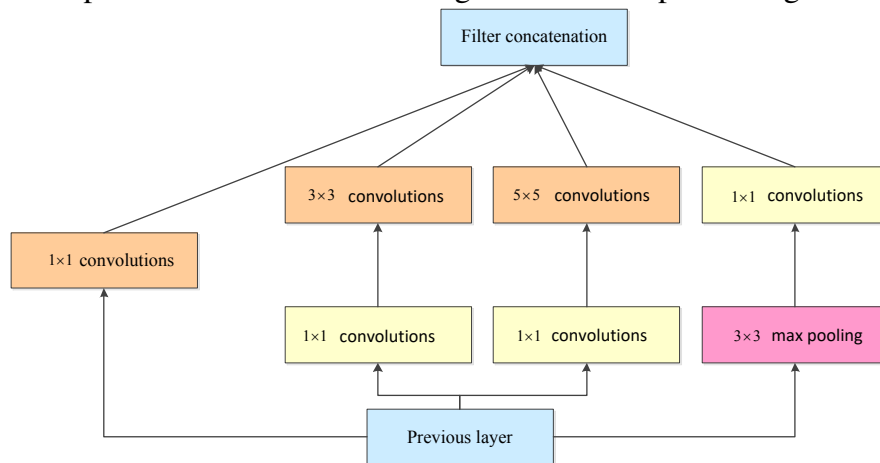 Filter concatenation
3×3 convolutions
5×5 convolutions
1×1 convolutions
1×1 convolutions
1×1 convolutions
1×1 convolutions
3×3 max pooling
Previous layer